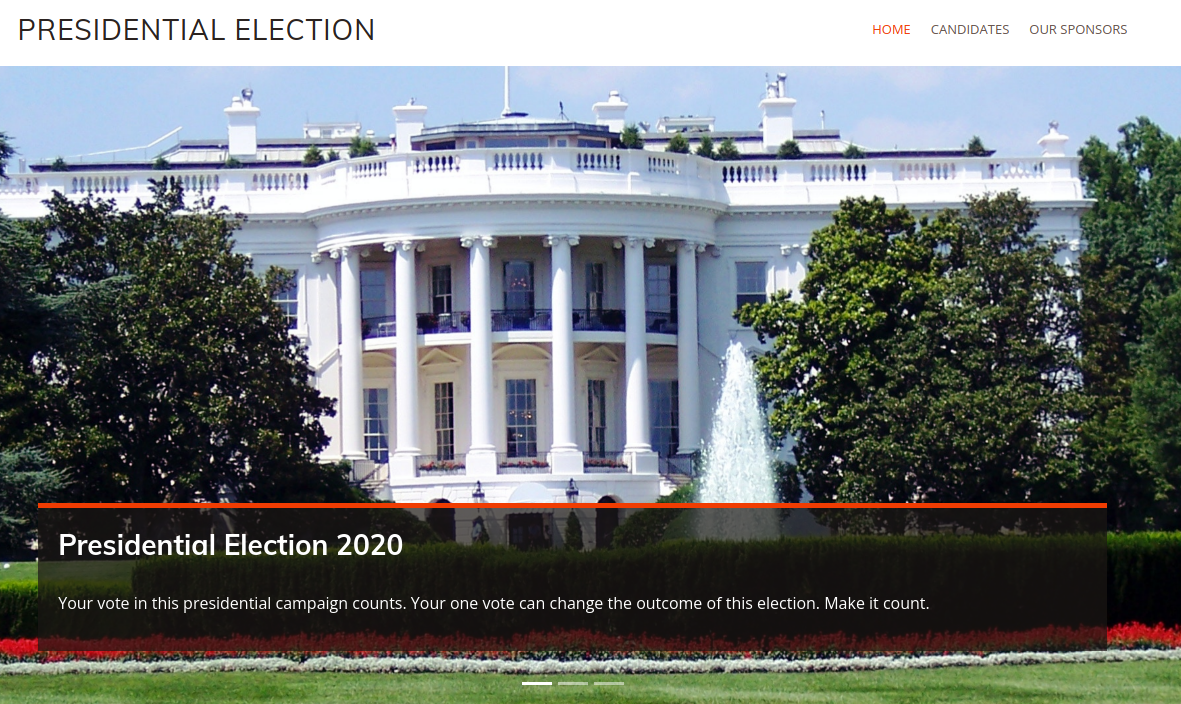 PRESIDENTIAL ELECTION
HOME CANDIDATES OUR SPONSORS
Presidential Election 2020
Your vote in this presidential campaign counts. Your one vote can change the outcome of this election. Make it count.